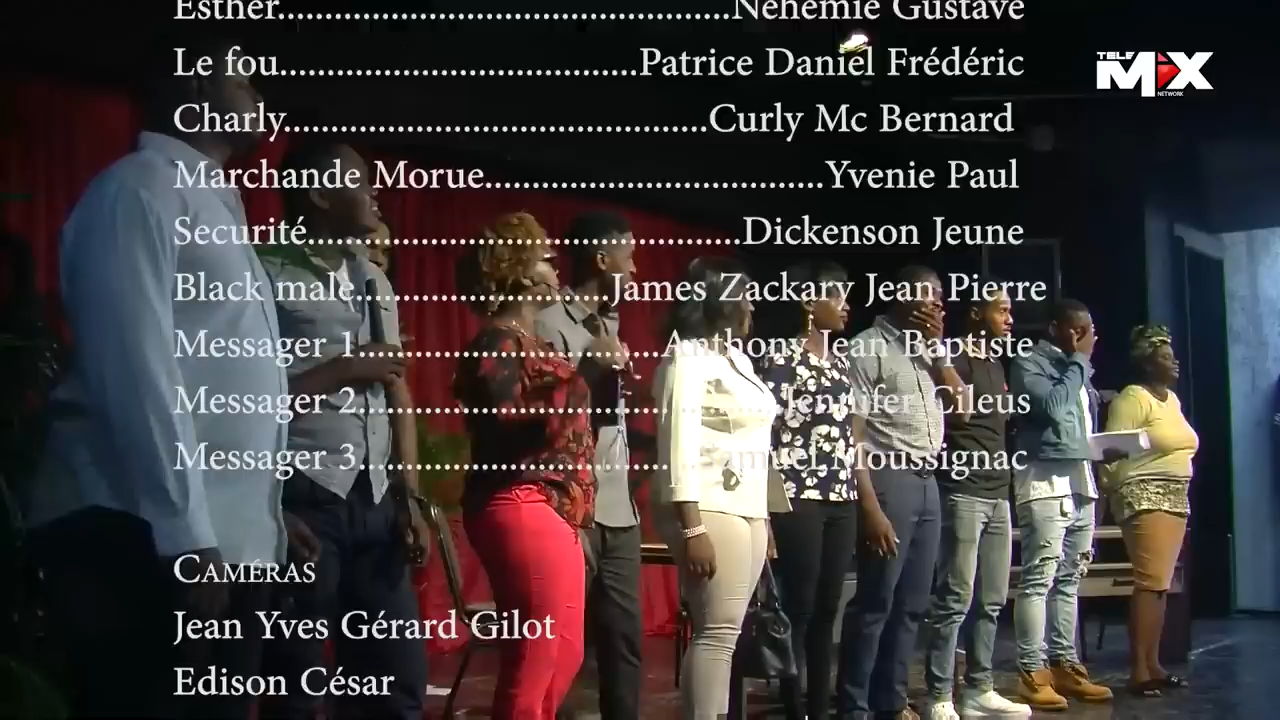 Esther..........................................Néhémie Gustave
Le fou.................................Patrice Daniel Frédéric
Charly.......................................Curly Mc Bernard
Marchande Morue...............................Yvenie Paul
Securité........................................Dickenson Jeune
Black male.......................James Zackary Jean Pierre
Messager 1............................Anthony Jean Baptiste
Messager 2.......................................Jennifer Cileus
Messager 3...............................Samuel Moussignac
CAMÉRAS
Jean Yves Gérard Gilot
Edison César
TELE
MIX
NETWORK